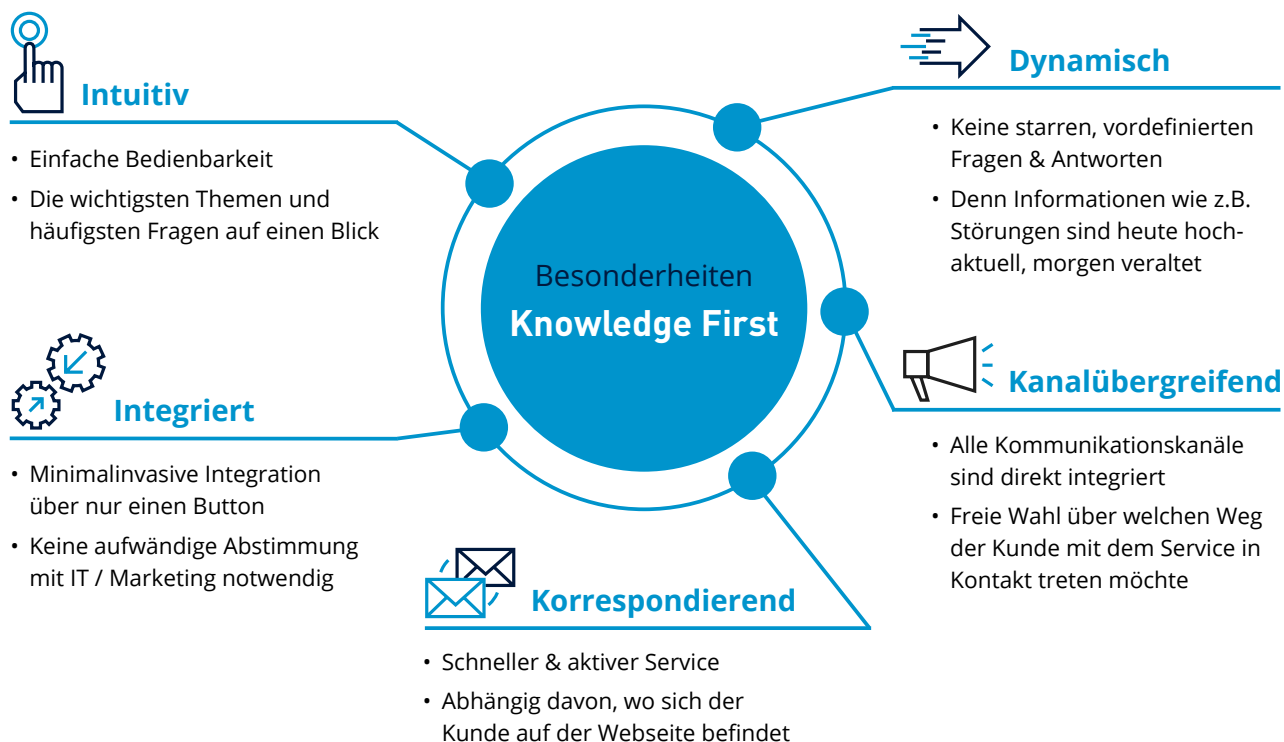 Intuitiv
• Einfache Bedienbarkeit
• Die wichtigsten Themen und
häufigsten Fragen auf einen Blick
Dynamisch
• Keine starren, vordefinierten
Fragen & Antworten
• Denn Informationen wie z.B.
Störungen sind heute hoch-
aktuell, morgen veraltet
Besonderheiten
Knowledge First
Integriert
• Minimalinvasive Integration
über nur einen Button
• Keine aufwändige Abstimmung
mit IT / Marketing notwendig
Kanalübergreifend
• Alle Kommunikationskanäle
sind direkt integriert
• Freie Wahl über welchen Weg
der Kunde mit dem Service in
Kontakt treten möchte
Korrespondierend
• Schneller & aktiver Service
• Abhängig davon, wo sich der
Kunde auf der Webseite befindet